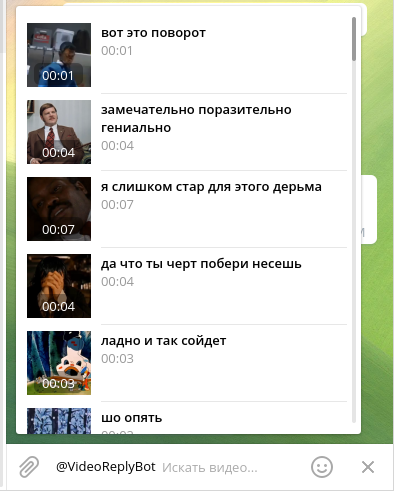 вот это поворот
00:01
00:01
замечательно поразительно
гениально
00:04
00:04
я слишком стар для этого дерьма
00:07
00:07
да что ты черт побери несешь
00:04
00:04
ладно и так сойдет
00:03
00:03
шо опять
@VideoReplyBot Искать видео...